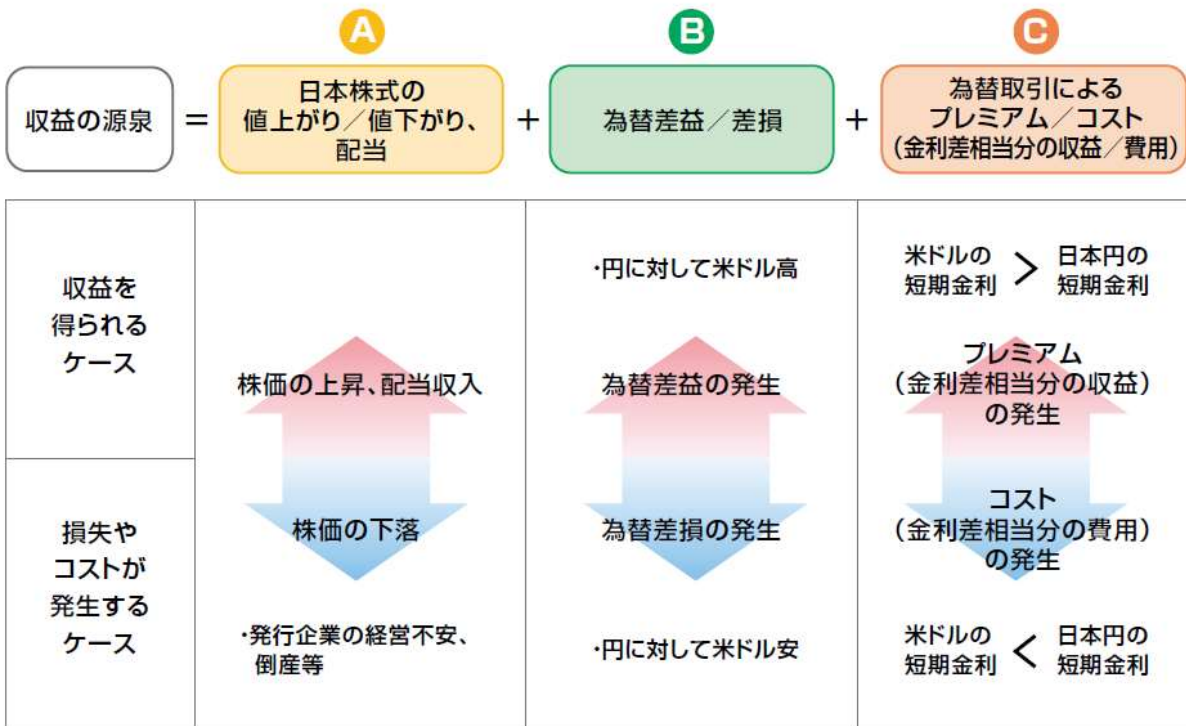 A
B
C
収益の源泉
=
日本株式の
値上がり／値下がり、
配当
+
為替差益／差損
+
為替取引による
プレミアム／コスト
(金利差相当分の収益／費用)
収益を
得られる
ケース
株価の上昇、配当収入
・円に対して米ドル高
為替差益の発生
米ドルの
短期金利
>
日本円の
短期金利
プレミアム
(金利差相当分の収益)
の発生
損失や
コストが
発生する
ケース
株価の下落
・発行企業の経営不安、
倒産等
為替差損の発生
・円に対して米ドル安
コスト
(金利差相当分の費用)
の発生
米ドルの
短期金利
<
日本円の
短期金利